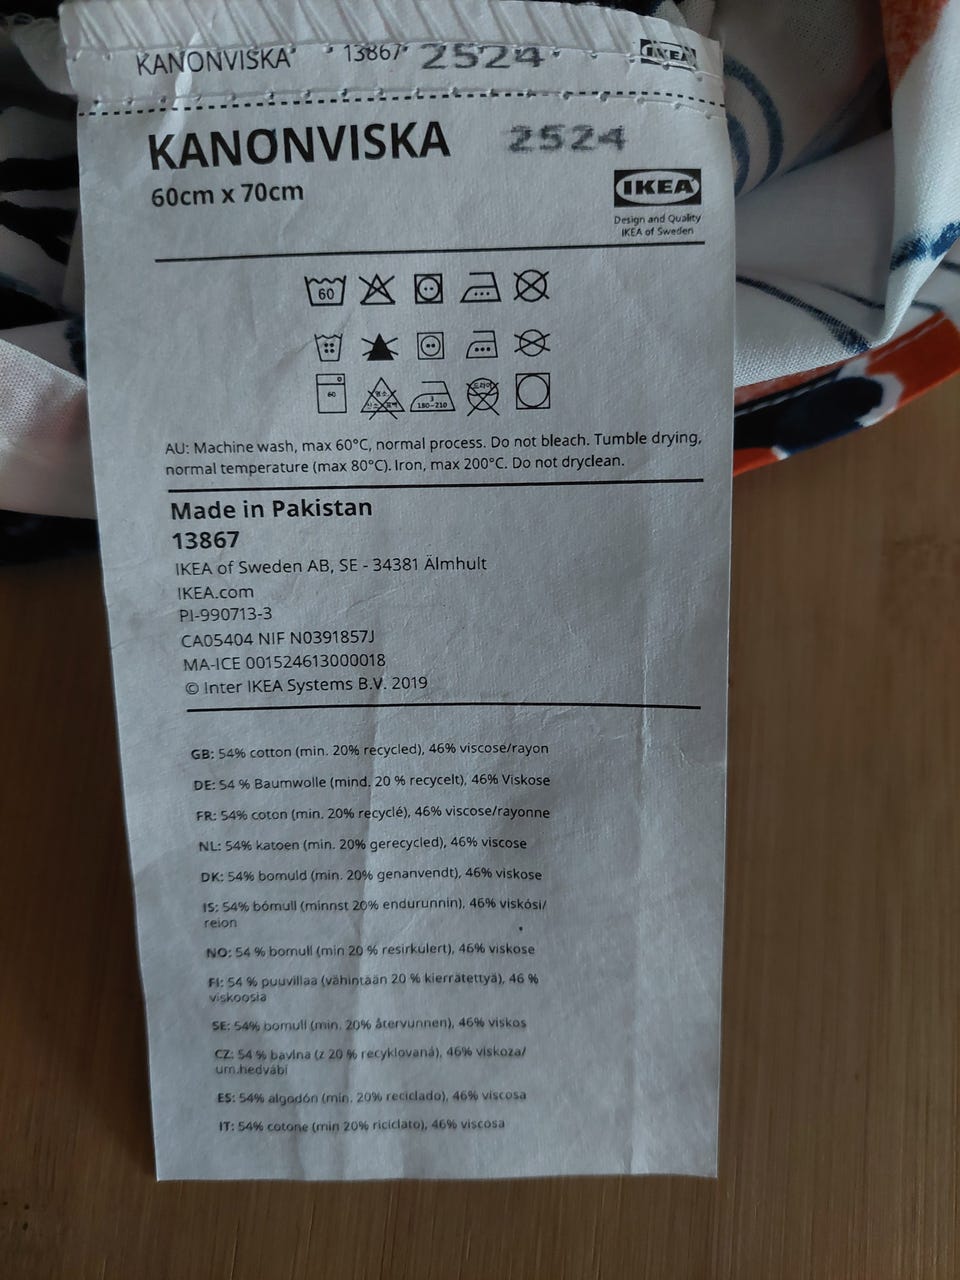 KANONVISKA 13867 2524 IKEA
KANONVISKA 2524
60cm x 70cm
IKEA
Design and Quality
IKEA of Sweden
60
60 3 180-210 드라이
AU: Machine wash, max 60°C, normal process. Do not bleach. Tumble drying,
normal temperature (max 80°C). Iron, max 200°C. Do not dryclean.
Made in Pakistan
13867
IKEA of Sweden AB, SE - 34381 Älmhult
IKEA.com
PI-990713-3
CA05404 NIF N0391857J
MA-ICE 001524613000018
© Inter IKEA Systems B.V. 2019
GB: 54% cotton (min. 20% recycled), 46% viscose/rayon
DE: 54 % Baumwolle (mind. 20 % recycelt), 46% Viskose
FR: 54% coton (min. 20% recyclé), 46% viscose/rayonne
NL: 54% katoen (min. 20% gerecycled), 46% viscose
DK: 54% bomuld (min. 20% genanvendt), 46% viskose
IS: 54% bómull (minnst 20% endurunnin), 46% viskósi/
reion
NO: 54 % bomull (min 20 % resirkulert), 46% viskose
FI: 54 % puuvillaa (vähintään 20 % kierrätettyä), 46 %
viskoosia
SE: 54% bomull (min. 20% återvunnen), 46% viskos
CZ: 54 % bavlna (z 20 % recyklovaná), 46% viskoza/
um.hedvábí
ES: 54% algodón (min. 20% reciclado), 46% viscosa
IT: 54% cotone (min 20% riciclato), 46% viscosa